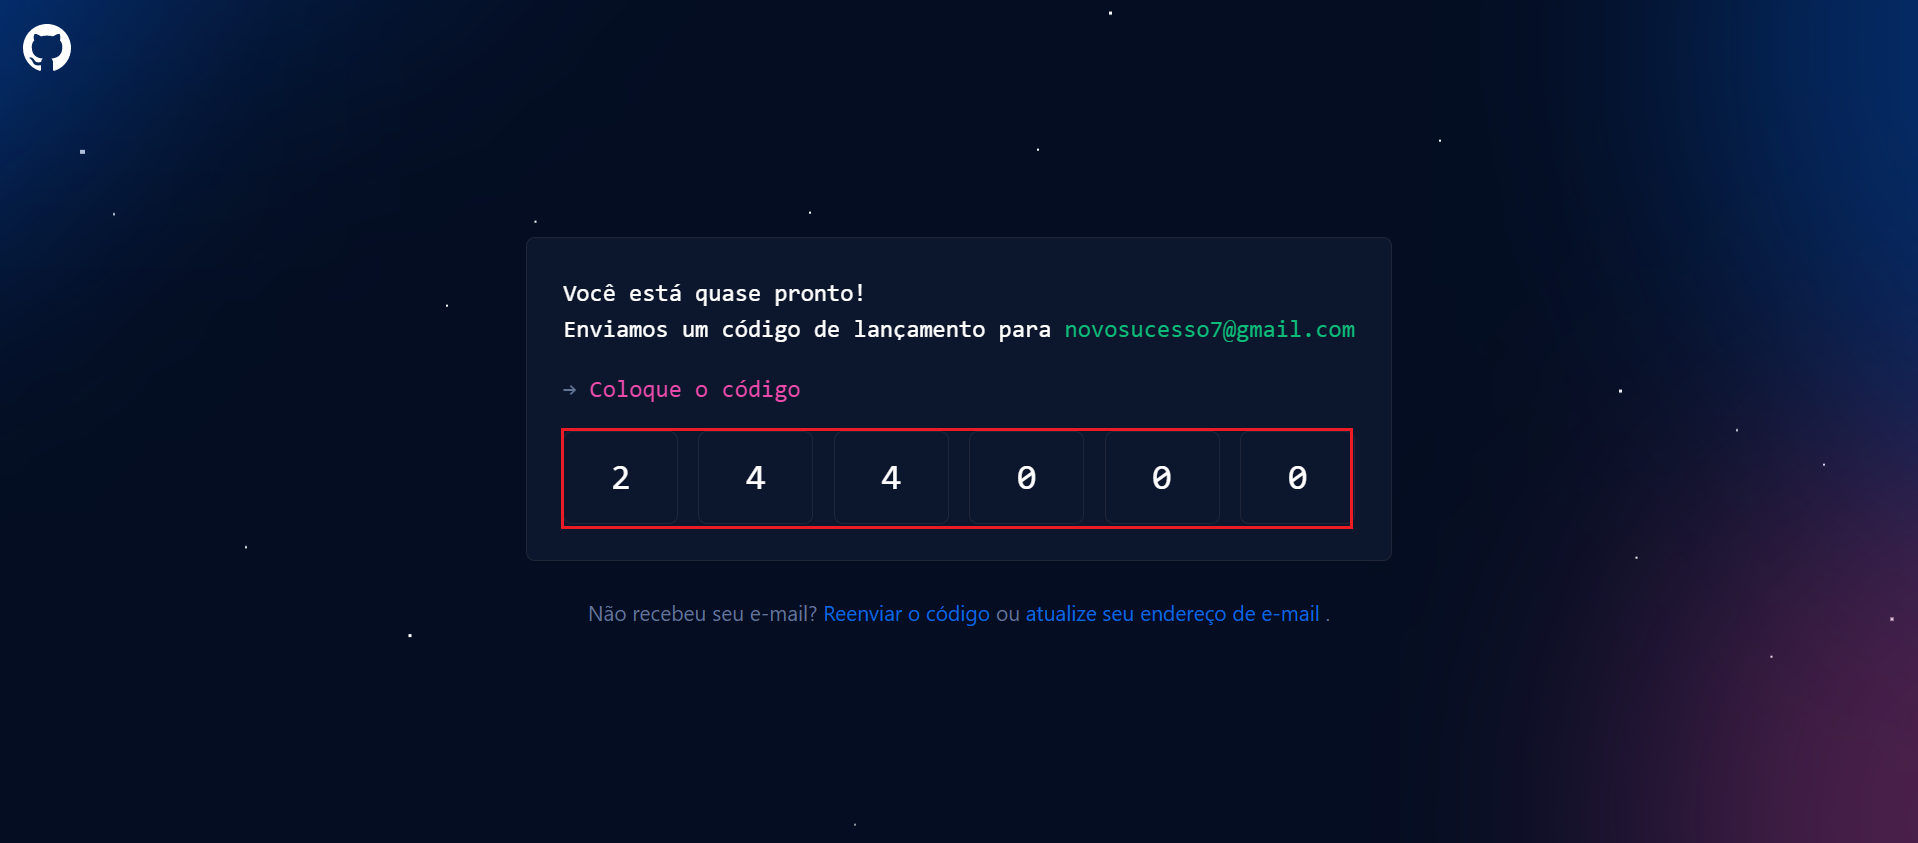 Você está quase pronto!
Enviamos um código de lançamento para novosucesso7@gmail.com
→ Coloque o código
2 4 4 0 0 0
Não recebeu seu e-mail? Reenviar o código ou atualize seu endereço de e-mail .